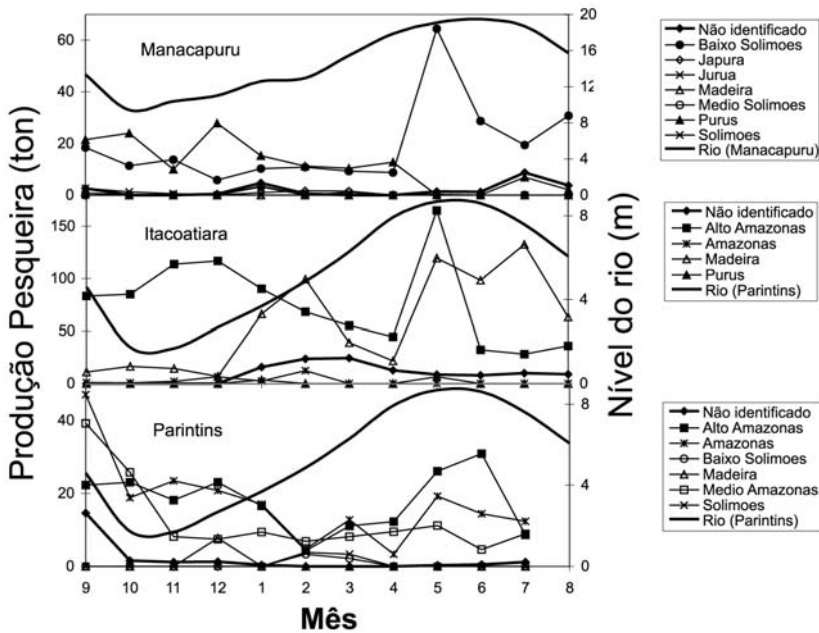 Produção Pesqueira (ton)
Manacapuru
60
40
20
0
20
16
12
8
4
0
Não identificado
Baixo Solimoes
Japura
Jurua
Madeira
Medio Solimoes
Purus
Solimoes
Rio (Manacapuru)
Itacoatiara
150
100
50
0
8
4
0
Nível do rio (m)
Não identificado
Alto Amazonas
Amazonas
Madeira
Purus
Rio (Parintins)
Parintins
40
20
0
8
4
0
Não identificado
Alto Amazonas
Amazonas
Baixo Solimoes
Madeira
Medio Amazonas
Solimoes
Rio (Parintins)
9 10 11 12 1 2 3 4 5 6 7 8
Mês